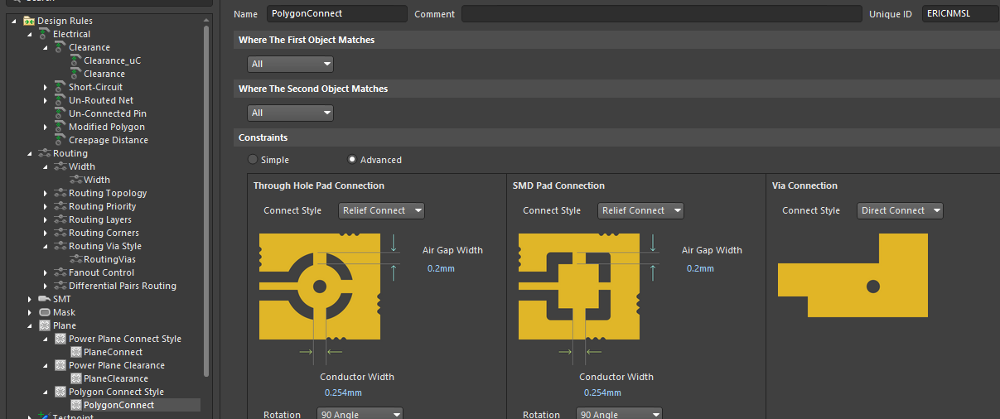 Search
Design Rules
Electrical
Clearance
Clearance_uC
Clearance
Short-Circuit
Un-Routed Net
Un-Connected Pin
Modified Polygon
Creepage Distance
Routing
Width
Width
Routing Topology
Routing Priority
Routing Layers
Routing Corners
Routing Via Style
RoutingVias
Fanout Control
Differential Pairs Routing
SMT
Mask
Plane
Power Plane Connect Style
PlaneConnect
Power Plane Clearance
PlaneClearance
Polygon Connect Style
PolygonConnect
Testpoint
Name PolygonConnect Comment Unique ID ERICNMSL
Where The First Object Matches
All
Where The Second Object Matches
All
Constraints
Simple Advanced
Through Hole Pad Connection
Connect Style Relief Connect
Air Gap Width
0.2mm
Conductor Width
0.254mm
Rotation 90 Angle
SMD Pad Connection
Connect Style Relief Connect
Air Gap Width
0.2mm
Conductor Width
0.254mm
Rotation 90 Angle
Via Connection
Connect Style Direct Connect